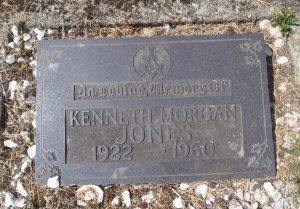 In Loving Memory Of
KENNETH MORGAN
JONES
1922 1960